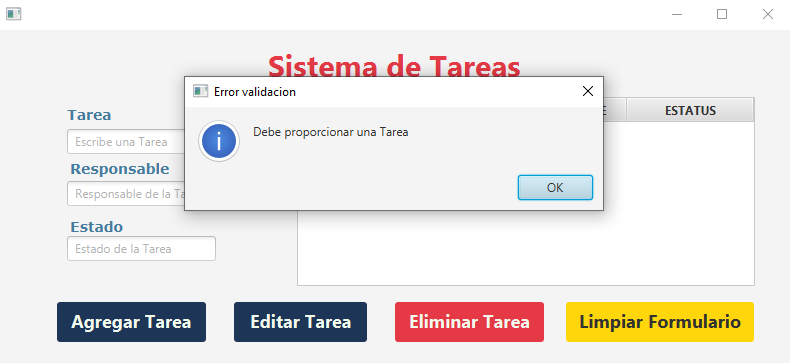 Sistema de Tareas
Error validacion
Debe proporcionar una Tarea
OK
Tarea
Escribe una Tarea
Responsable
Responsable de la Ta
Estado
Estado de la Tarea
ESTATUS
Agregar Tarea
Editar Tarea
Eliminar Tarea
Limpiar Formulario